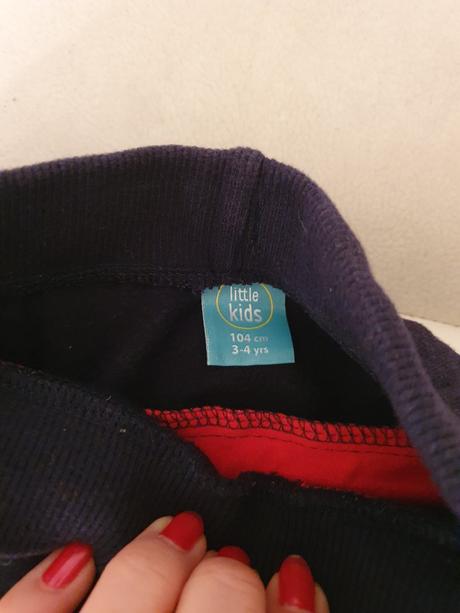 little
kids
104 cm
3-4 yrs